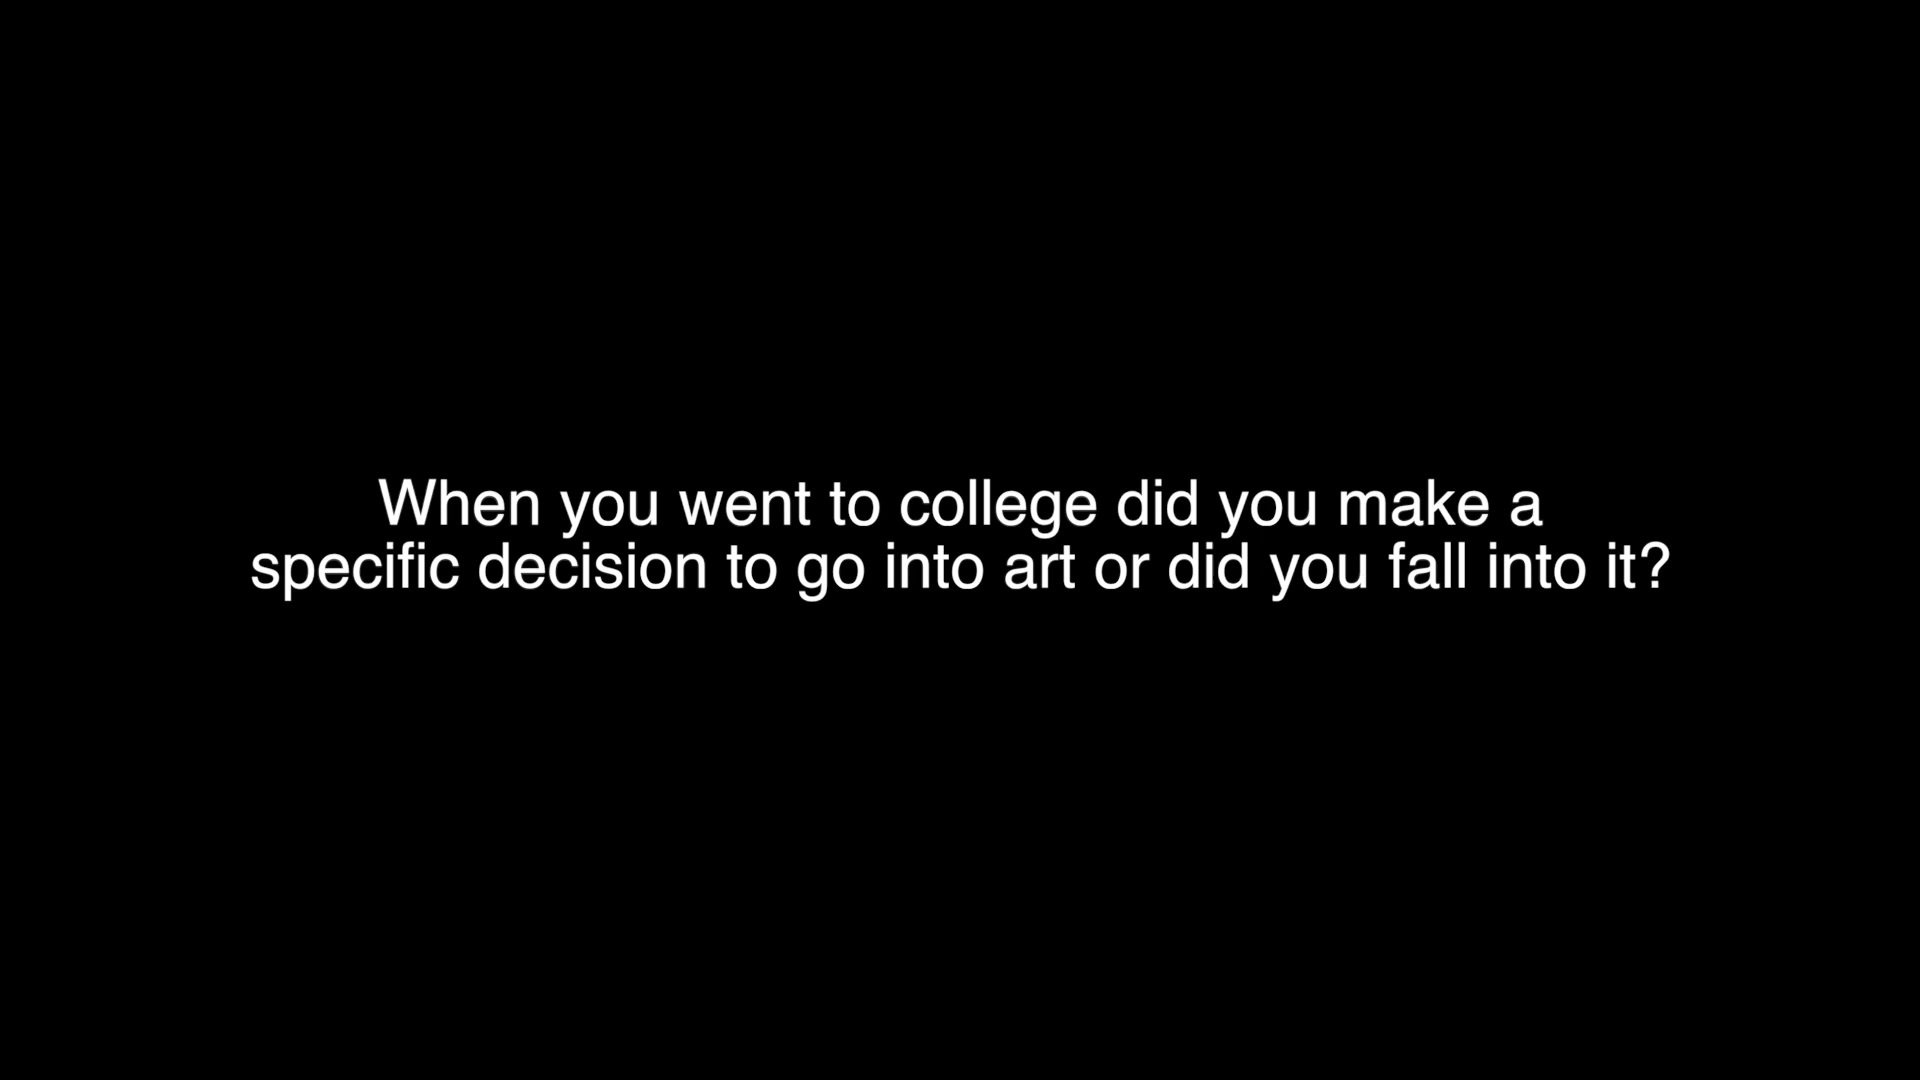 When you went to college did you make a
specific decision to go into art or did you fall into it?